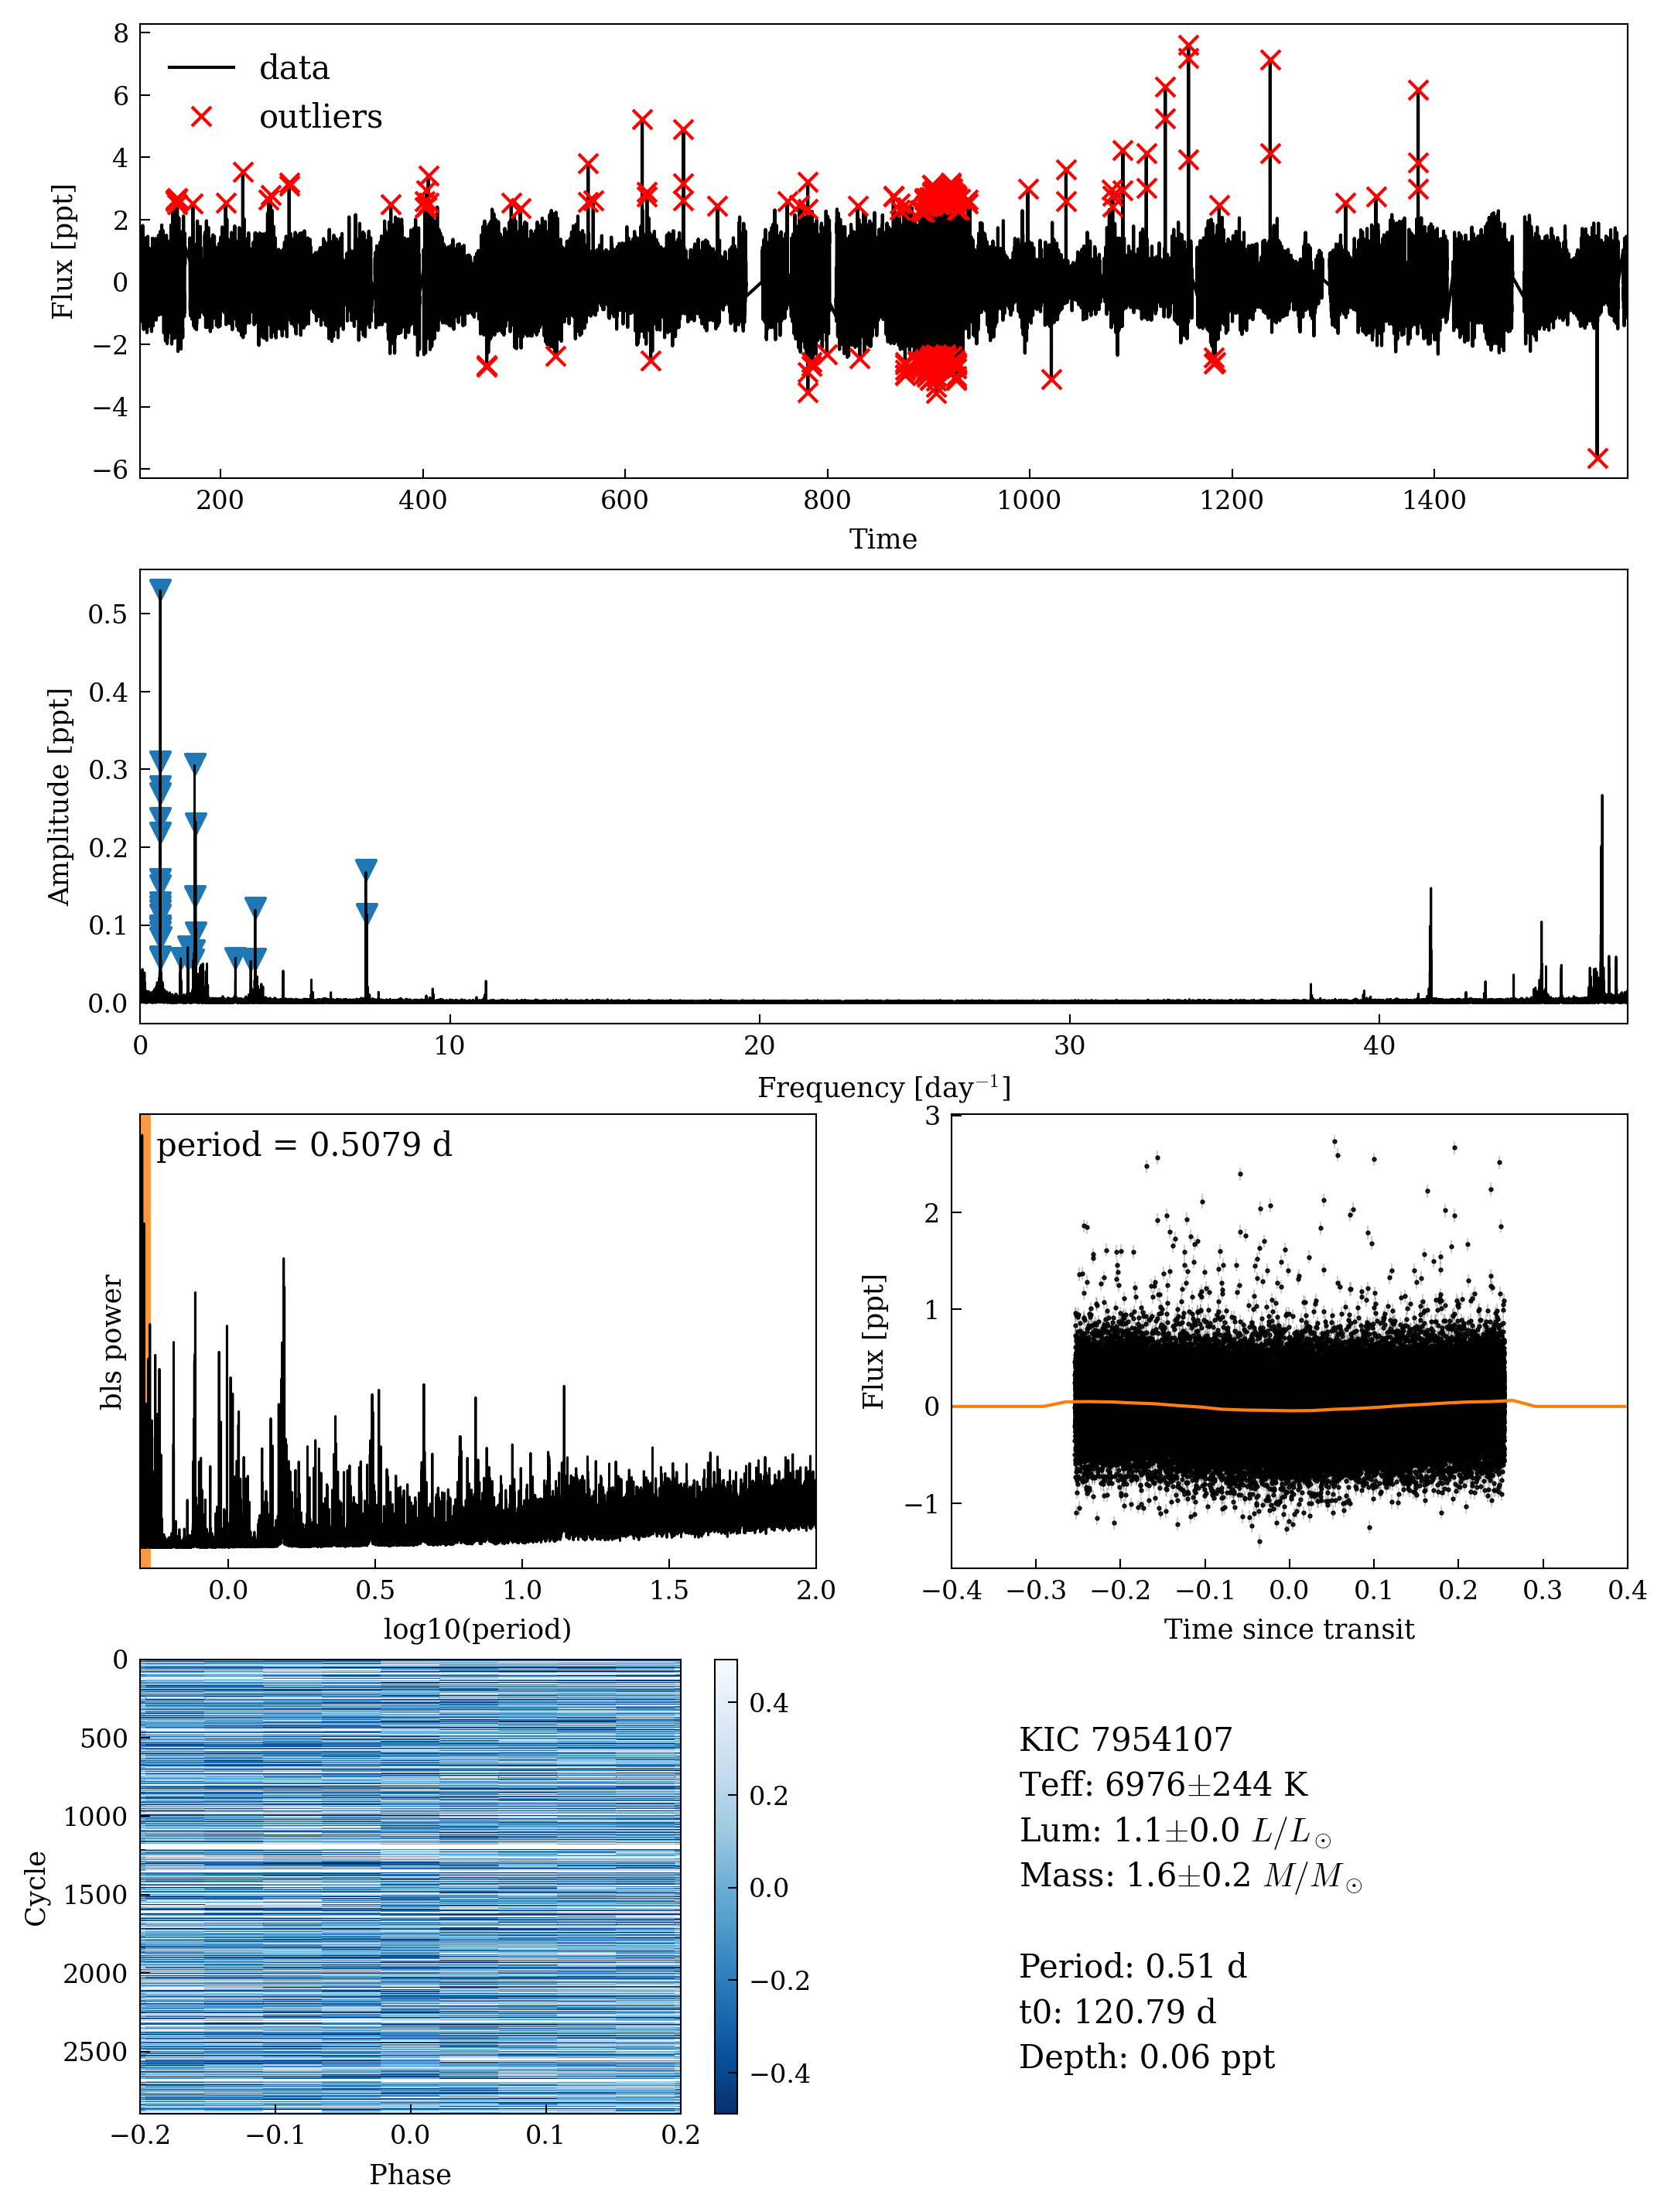 8
6
4
2
0
−2
−4
−6
Flux [ppt]
data
outliers
200 400 600 800 1000 1200 1400
Time
0.5
0.4
0.3
0.2
0.1
0.0
Amplitude [ppt]
0 10 20 30 40
Frequency [day⁻¹]
period = 0.5079 d
bls power
0.0 0.5 1.0 1.5 2.0
log10(period)
3
2
1
0
−1
Flux [ppt]
−0.4 −0.3 −0.2 −0.1 0.0 0.1 0.2 0.3 0.4
Time since transit
0
500
1000
1500
2000
2500
Cycle
−0.2 −0.1 0.0 0.1 0.2
Phase
0.4
0.2
0.0
−0.2
−0.4
KIC 7954107
Teff: 6976±244 K
Lum: 1.1±0.0 L/L☉
Mass: 1.6±0.2 M/M☉
Period: 0.51 d
t0: 120.79 d
Depth: 0.06 ppt